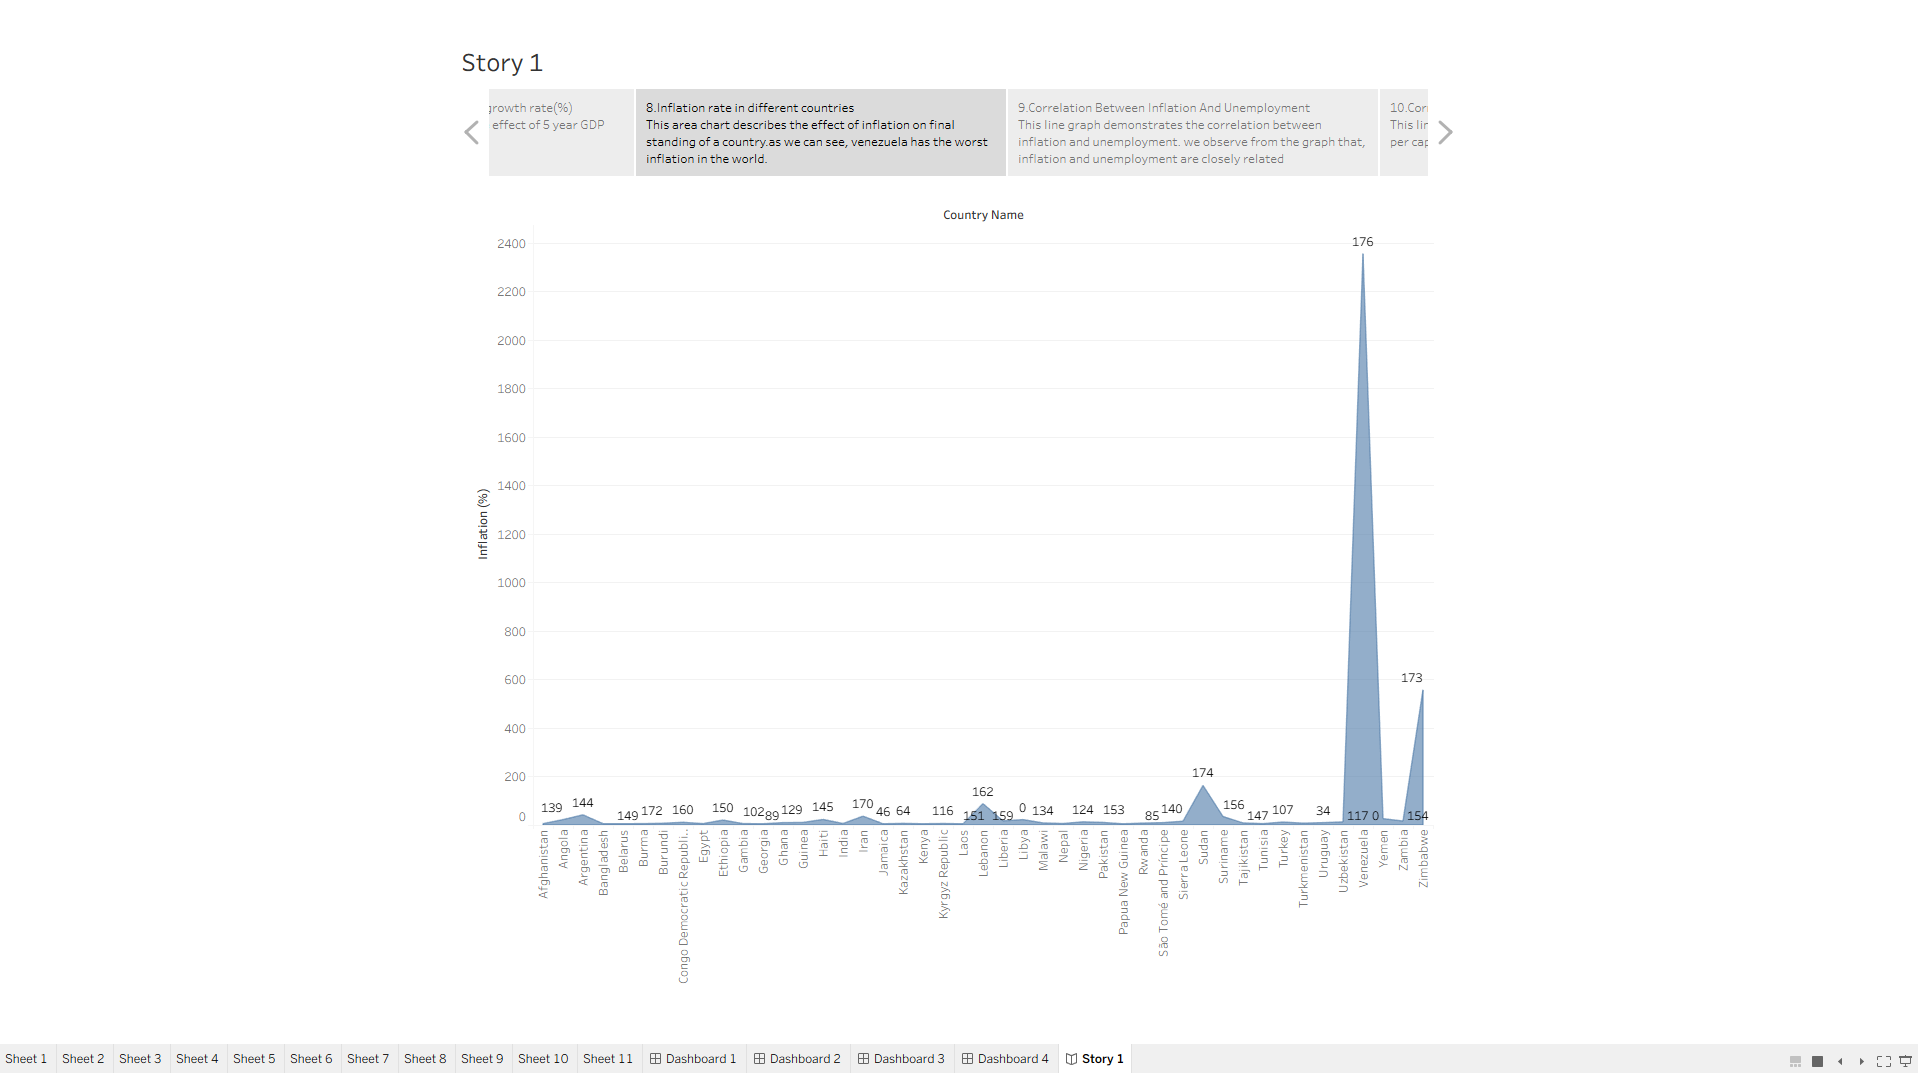 Story 1
growth rate(%)
effect of 5 year GDP
8.Inflation rate in different countries
This area chart describes the effect of inflation on final
standing of a country.as we can see, venezuela has the worst
inflation in the world.
9.Correlation Between Inflation And Unemployment
This line graph demonstrates the correlation between
inflation and unemployment. we observe from the graph that,
inflation and unemployment are closely related
10.Cor
This lin
per cap
Country Name
2400
2200
2000
1800
1600
1400
1200
1000
800
600
400
200
0
Inflation (%)
176
173
174
162
139 144 149 172 160 150 102 89 129 145 170 46 64 116 151 159 0 134 124 153 85 140 156 147 107 34 117 0 154
Afghanistan
Angola
Argentina
Bangladesh
Belarus
Burma
Burundi
Congo Democratic Republi..
Egypt
Ethiopia
Gambia
Georgia
Ghana
Guinea
Haiti
India
Iran
Jamaica
Kazakhstan
Kenya
Kyrgyz Republic
Laos
Lebanon
Liberia
Libya
Malawi
Nepal
Nigeria
Pakistan
Papua New Guinea
Rwanda
São Tomé and Príncipe
Sierra Leone
Sudan
Suriname
Tajikistan
Tunisia
Turkey
Turkmenistan
Uruguay
Uzbekistan
Venezuela
Yemen
Zambia
Zimbabwe
Sheet 1 Sheet 2 Sheet 3 Sheet 4 Sheet 5 Sheet 6 Sheet 7 Sheet 8 Sheet 9 Sheet 10 Sheet 11 Dashboard 1 Dashboard 2 Dashboard 3 Dashboard 4 Story 1